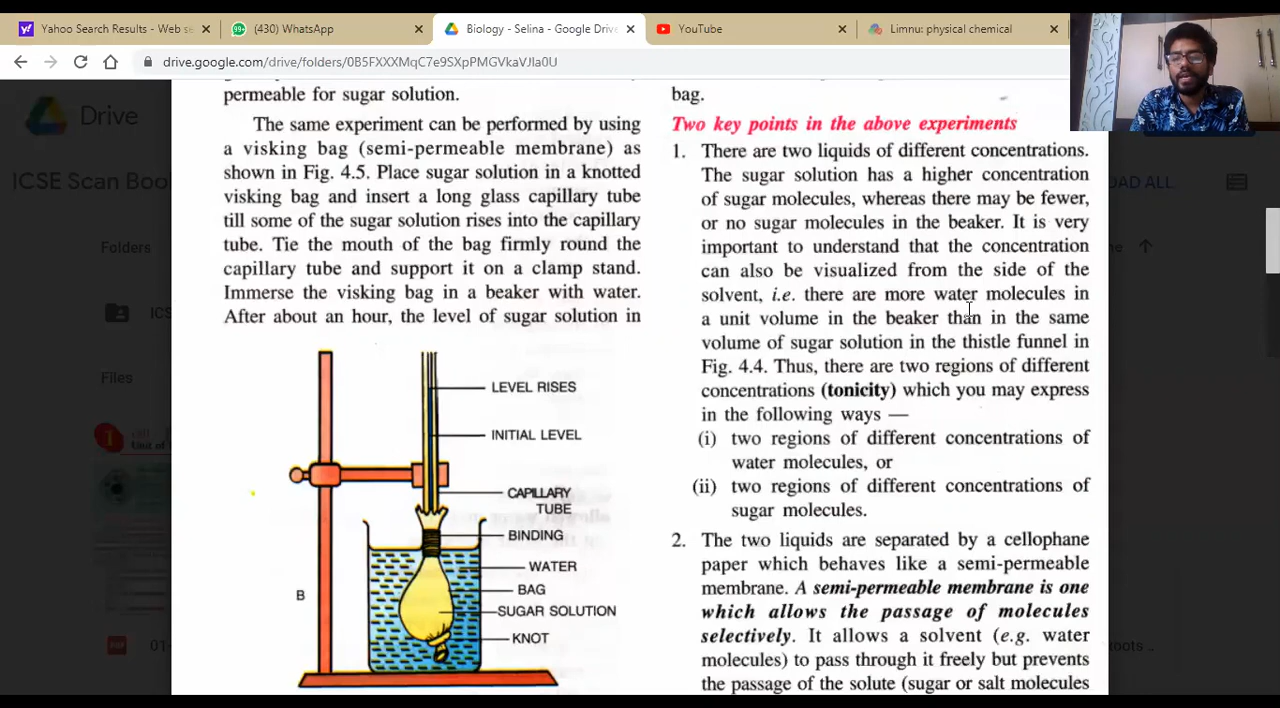 Yahoo Search Results - Web se
(430) WhatsApp
Biology - Selina - Google Drive
YouTube
Limnu: physical chemical
drive.google.com/drive/folders/0B5FXXXMqC7e9SXpPMGVkaVJIa0U
Drive
ICSE Scan Boo
OAD ALL
Folders
ICS
Files
01-
oots ...
permeable for sugar solution.
The same experiment can be performed by using
a visking bag (semi-permeable membrane) as
shown in Fig. 4.5. Place sugar solution in a knotted
visking bag and insert a long glass capillary tube
till some of the sugar solution rises into the capillary
tube. Tie the mouth of the bag firmly round the
capillary tube and support it on a clamp stand.
Immerse the visking bag in a beaker with water.
After about an hour, the level of sugar solution in
LEVEL RISES
INITIAL LEVEL
CAPILLARY
TUBE
BINDING
WATER
BAG
SUGAR SOLUTION
KNOT
B
bag.
Two key points in the above experiments
1. There are two liquids of different concentrations.
The sugar solution has a higher concentration
of sugar molecules, whereas there may be fewer,
or no sugar molecules in the beaker. It is very
important to understand that the concentration
can also be visualized from the side of the
solvent, i.e. there are more water molecules in
a unit volume in the beaker than in the same
volume of sugar solution in the thistle funnel in
Fig. 4.4. Thus, there are two regions of different
concentrations (tonicity) which you may express
in the following ways —
(i) two regions of different concentrations of
water molecules, or
(ii) two regions of different concentrations of
sugar molecules.
2. The two liquids are separated by a cellophane
paper which behaves like a semi-permeable
membrane. A semi-permeable membrane is one
which allows the passage of molecules
selectively. It allows a solvent (e.g. water
molecules) to pass through it freely but prevents
the passage of the solute (sugar or salt molecules